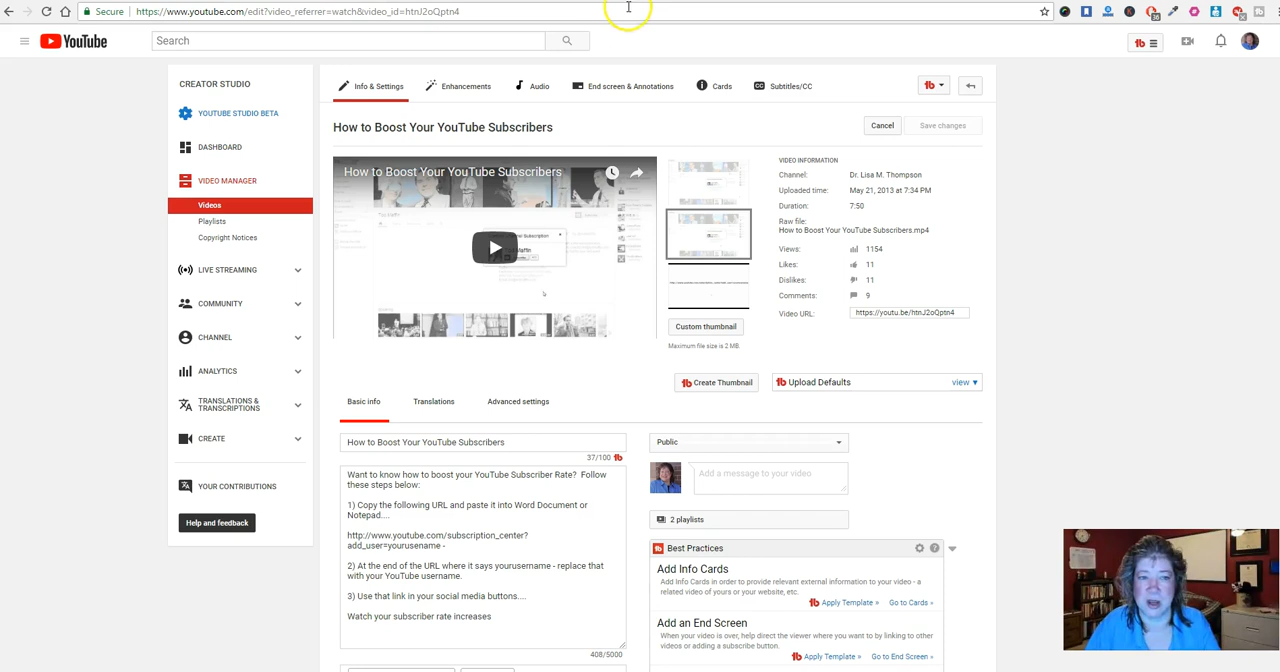 Secure | https://www.youtube.com/edit?video_referrer=watch&video_id=htnJ2oQptn4
36
YouTube
Search
CREATOR STUDIO
YOUTUBE STUDIO BETA
DASHBOARD
VIDEO MANAGER
Videos
Playlists
Copyright Notices
LIVE STREAMING
COMMUNITY
CHANNEL
ANALYTICS
TRANSLATIONS &
TRANSCRIPTIONS
CREATE
YOUR CONTRIBUTIONS
Help and feedback
Info & Settings
Enhancements
Audio
End screen & Annotations
Cards
CC Subtitles/CC
How to Boost Your YouTube Subscribers
Cancel
Save changes
How to Boost Your YouTube Subscribers
Custom thumbnail
Maximum file size is 2 MB.
VIDEO INFORMATION
Channel: Dr. Lisa M. Thompson
Uploaded time: May 21, 2013 at 7:34 PM
Duration: 7:50
Raw file:
How to Boost Your YouTube Subscribers.mp4
Views: 1154
Likes: 11
Dislikes: 11
Comments: 9
Video URL: https://youtu.be/htnJ2oQptn4
Create Thumbnail
Upload Defaults view ▾
Basic info
Translations
Advanced settings
How to Boost Your YouTube Subscribers
37/100
Want to know how to boost your YouTube Subscriber Rate? Follow
these steps below:
1) Copy the following URL and paste it into Word Document or
Notepad....
http://www.youtube.com/subscription_center?
add_user=yourusename -
2) At the end of the URL where it says yourusername - replace that
with your YouTube username.
3) Use that link in your social media buttons....
Watch your subscriber rate increases
408/5000
Public
Add a message to your video
2 playlists
Best Practices
Add Info Cards
Add Info Cards in order to provide relevant external information to your video - a
related video of yours or your website, etc.
Apply Template » Go to Cards »
Add an End Screen
When your video is over, help direct the viewer where you want to by linking to other
videos or adding a subscribe button.
Apply Template » Go to End Screen »